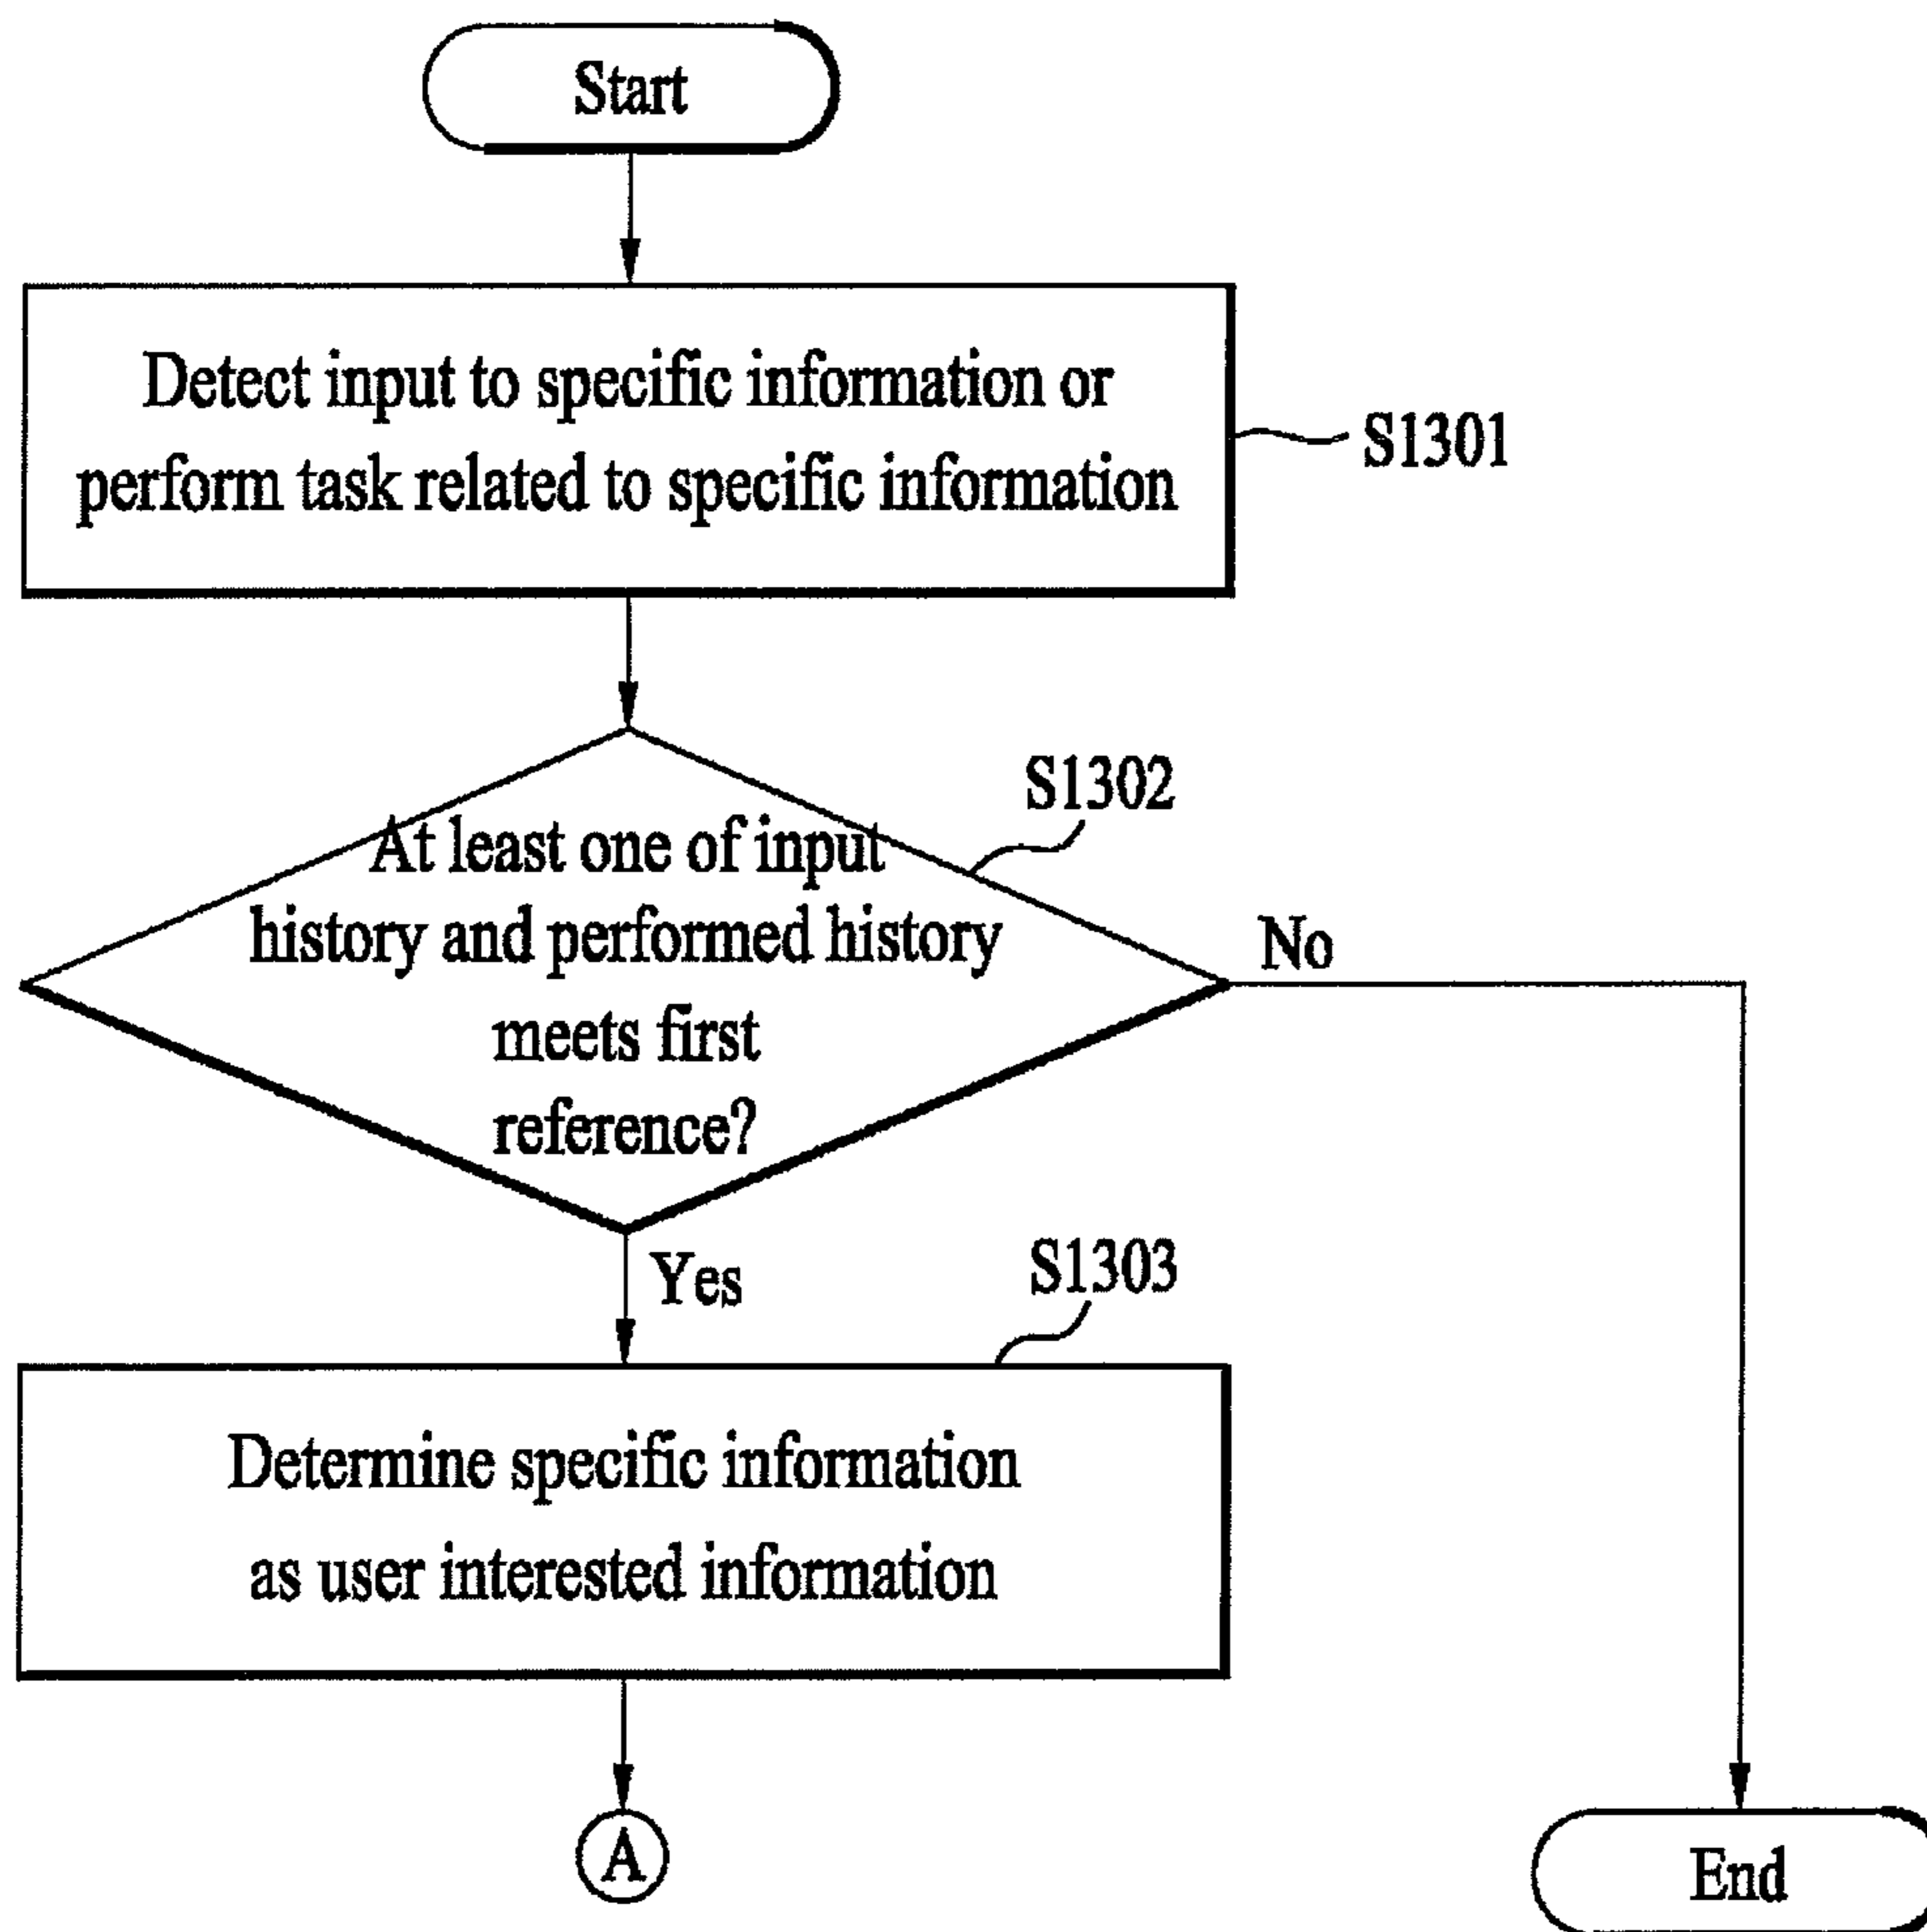 Start
Detect input to specific information or
perform task related to specific information
S1301
S1302
At least one of input
history and performed history
meets first
reference?
No
Yes
S1303
Determine specific information
as user interested information
A
End